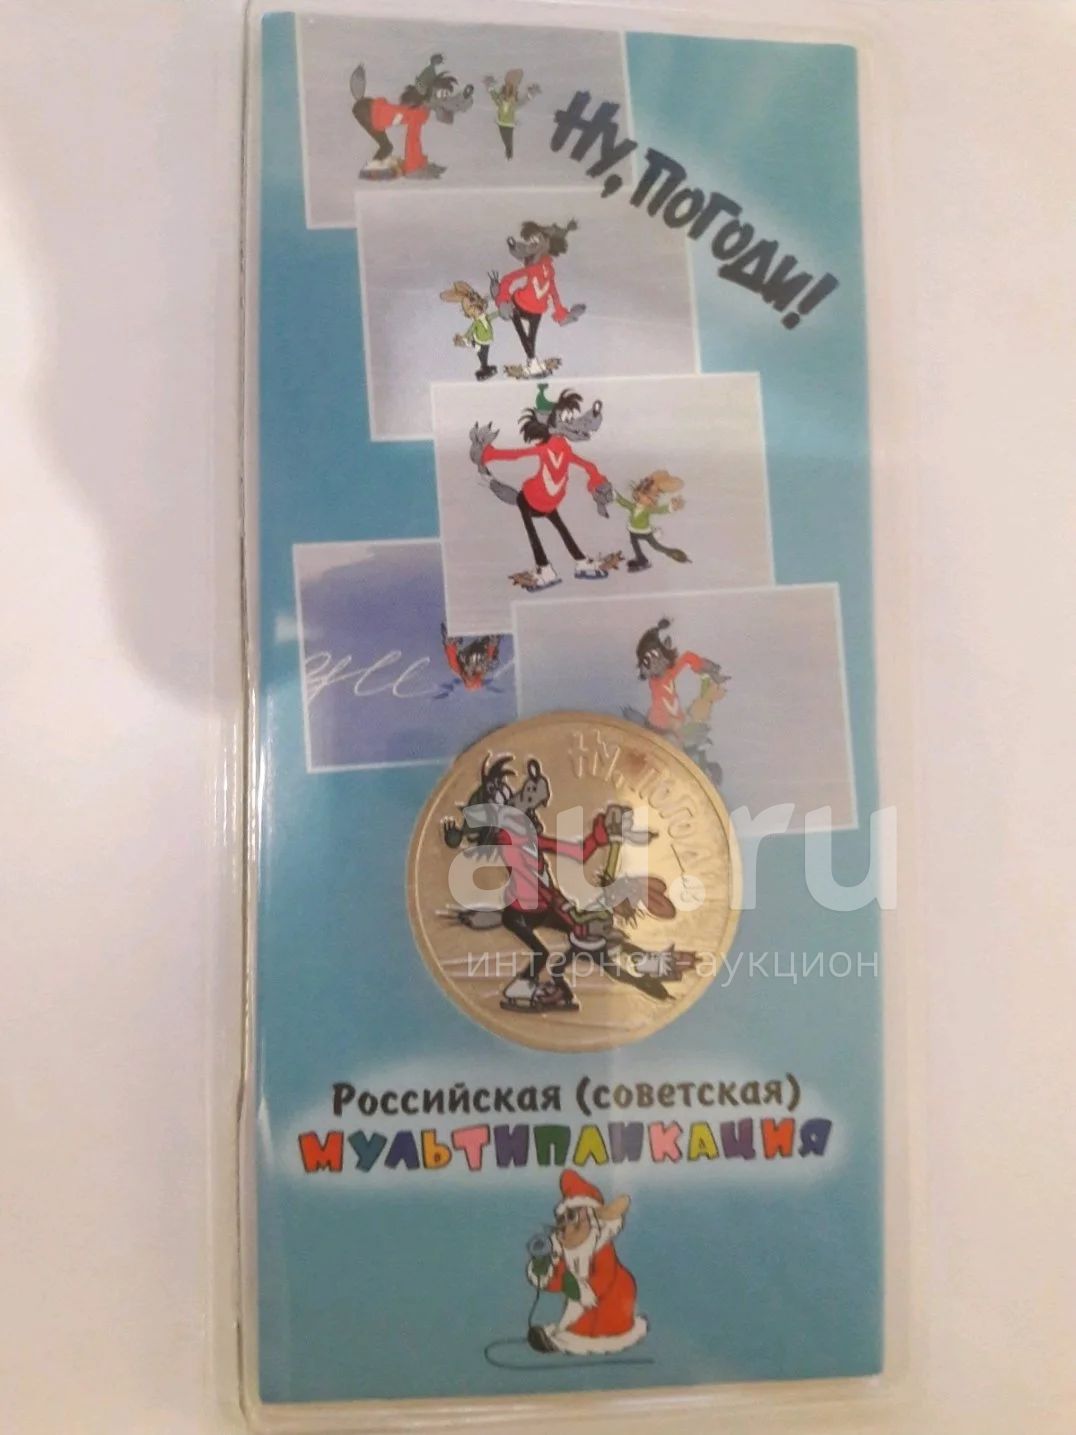 Ну, погоди!
Ну, погоди!
au.ru
интернет-аукцион
Российская (советская)
мультипликация